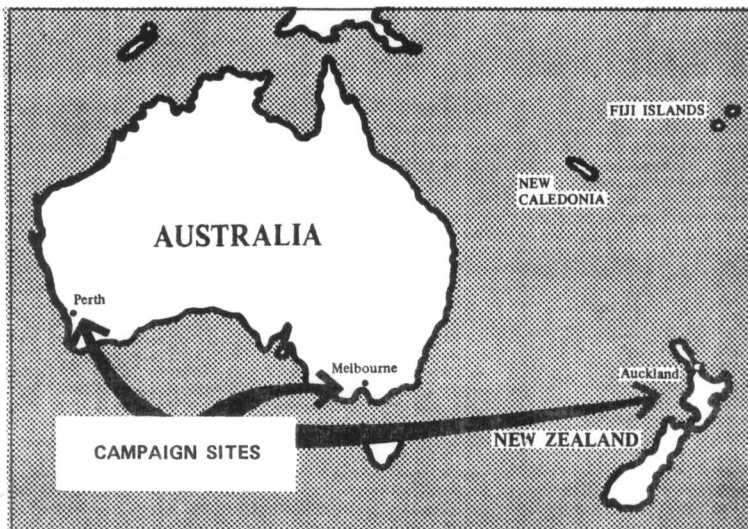 FIJI ISLANDS
NEW
CALEDONIA
AUSTRALIA
Perth
Melbourne
Auckland
CAMPAIGN SITES
NEW ZEALAND